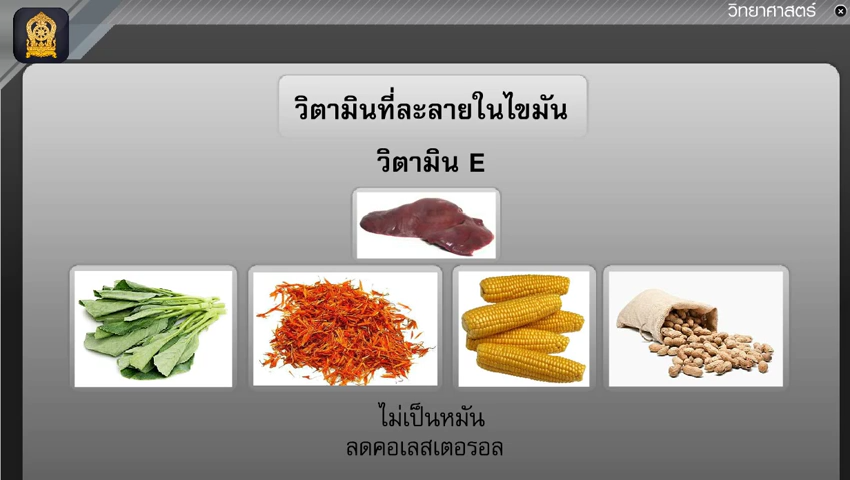 วิทยาศาสตร์
วิตามินที่ละลายในไขมัน
วิตามิน E
ไม่เป็นหมัน
ลดคอเลสเตอรอล